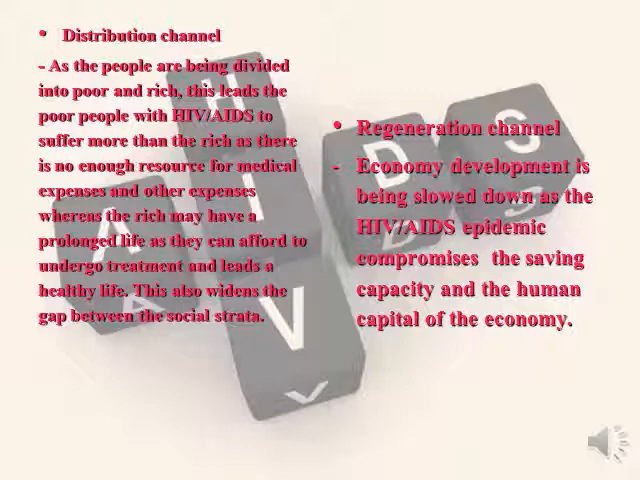 • Distribution channel
- As the people are being divided
into poor and rich, this leads the
poor people with HIV/AIDS to
suffer more than the rich as there
is no enough resource for medical
expenses and other expenses
whereas the rich may have a
prolonged life as they can afford to
undergo treatment and leads a
healthy life. This also widens the
gap between the social strata.
• Regeneration channel
- Economy development is
being slowed down as the
HIV/AIDS epidemic
compromises the saving
capacity and the human
capital of the economy.
H
I
V
A
A
D
D
S
S
V